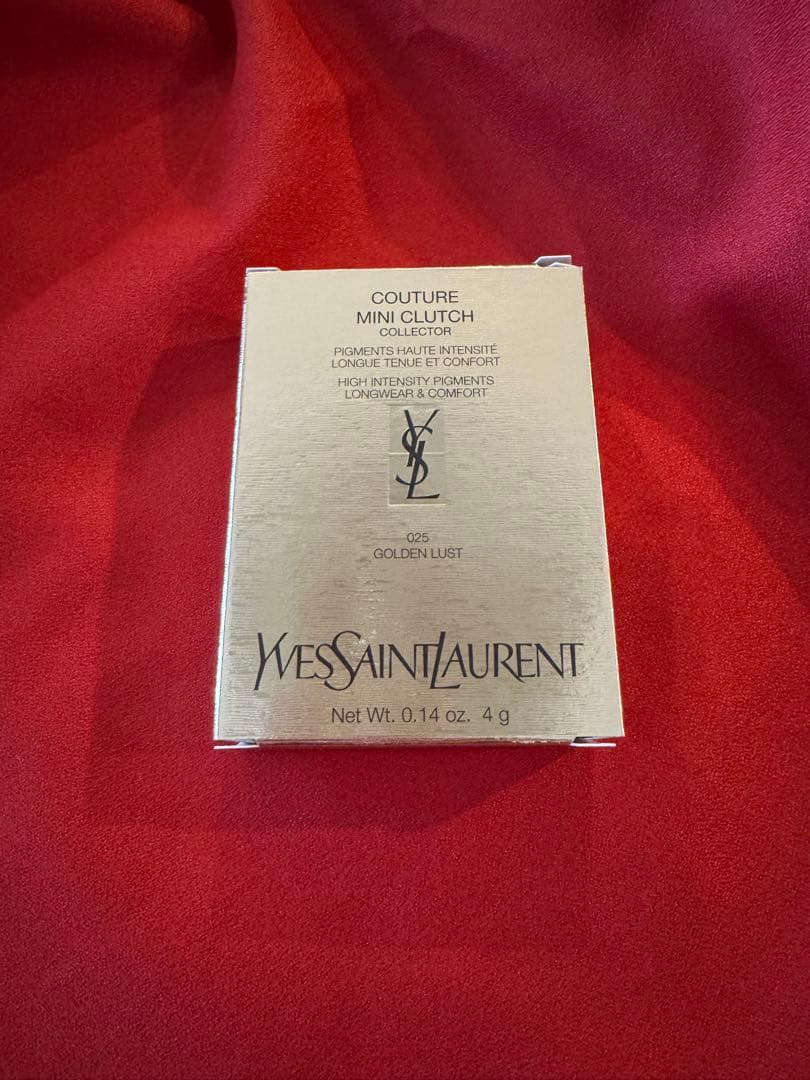 COUTURE
MINI CLUTCH
COLLECTOR
PIGMENTS HAUTE INTENSITÉ
LONGUE TENUE ET CONFORT
HIGH INTENSITY PIGMENTS
LONGWEAR & COMFORT
YSL
025
GOLDEN LUST
YVESSAINTLAURENT
Net Wt. 0.14 oz. 4 g